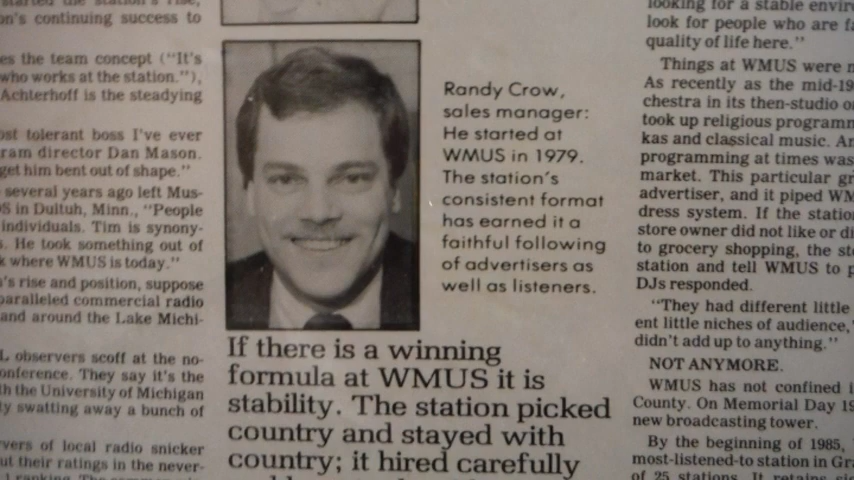 started the station's rise,
on's continuing success to
es the team concept ("It's
who works at the station."),
Achterhoff is the steadying
ost tolerant boss I've ever
ram director Dan Mason.
get him bent out of shape."
several years ago left Mus-
OS in Dultuh, Minn., "People
individuals. Tim is synony-
s. He took something out of
k where WMUS is today."
's rise and position, suppose
paralleled commercial radio
and around the Lake Michi-
L observers scoff at the no-
onference. They say it's the
h the University of Michigan
ly swatting away a bunch of
vers of local radio snicker
ut their ratings in the never-
Randy Crow,
sales manager:
He started at
WMUS in 1979.
The station's
consistent format
has earned it a
faithful following
of advertisers as
well as listeners.
If there is a winning
formula at WMUS it is
stability. The station picked
country and stayed with
country; it hired carefully
looking for a stable enviro
look for people who are fa
quality of life here."
Things at WMUS were n
As recently as the mid-19
chestra in its then-studio o
took up religious programm
kas and classical music. An
programming at times was
market. This particular gr
advertiser, and it piped WM
dress system. If the statio
store owner did not like or di
to grocery shopping, the sto
station and tell WMUS to p
DJs responded.
"They had different little
ent little niches of audience,
didn't add up to anything."
NOT ANYMORE.
WMUS has not confined i
County. On Memorial Day 19
new broadcasting tower.
By the beginning of 1985,
most-listened-to station in Gra
of 25 stations. It retains